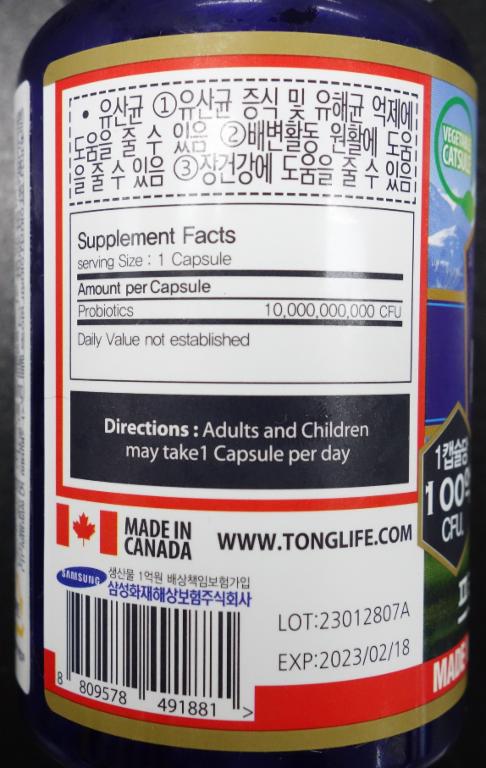 • 유산균 ①유산균 증식 및 유해균 억제에
도움을 줄 수 있음 ②배변활동 원활에 도움
을 줄 수 있음 ③장건강에 도움을 줄 수 있음
VEGETABLE
CATSULE
Supplement Facts
serving Size : 1 Capsule
Amount per Capsule
Probiotics 10,000,000,000 CFU
Daily Value not established
Directions : Adults and Children
may take1 Capsule per day
1캡슐당
100억
CFU
MADE IN
CANADA
WWW.TONGLIFE.COM
SAMSUNG
생산물 1억원 배상책임보험가입
삼성화재해상보험주식회사
LOT:23012807A
EXP:2023/02/18
8 809578 491881 >
MADE